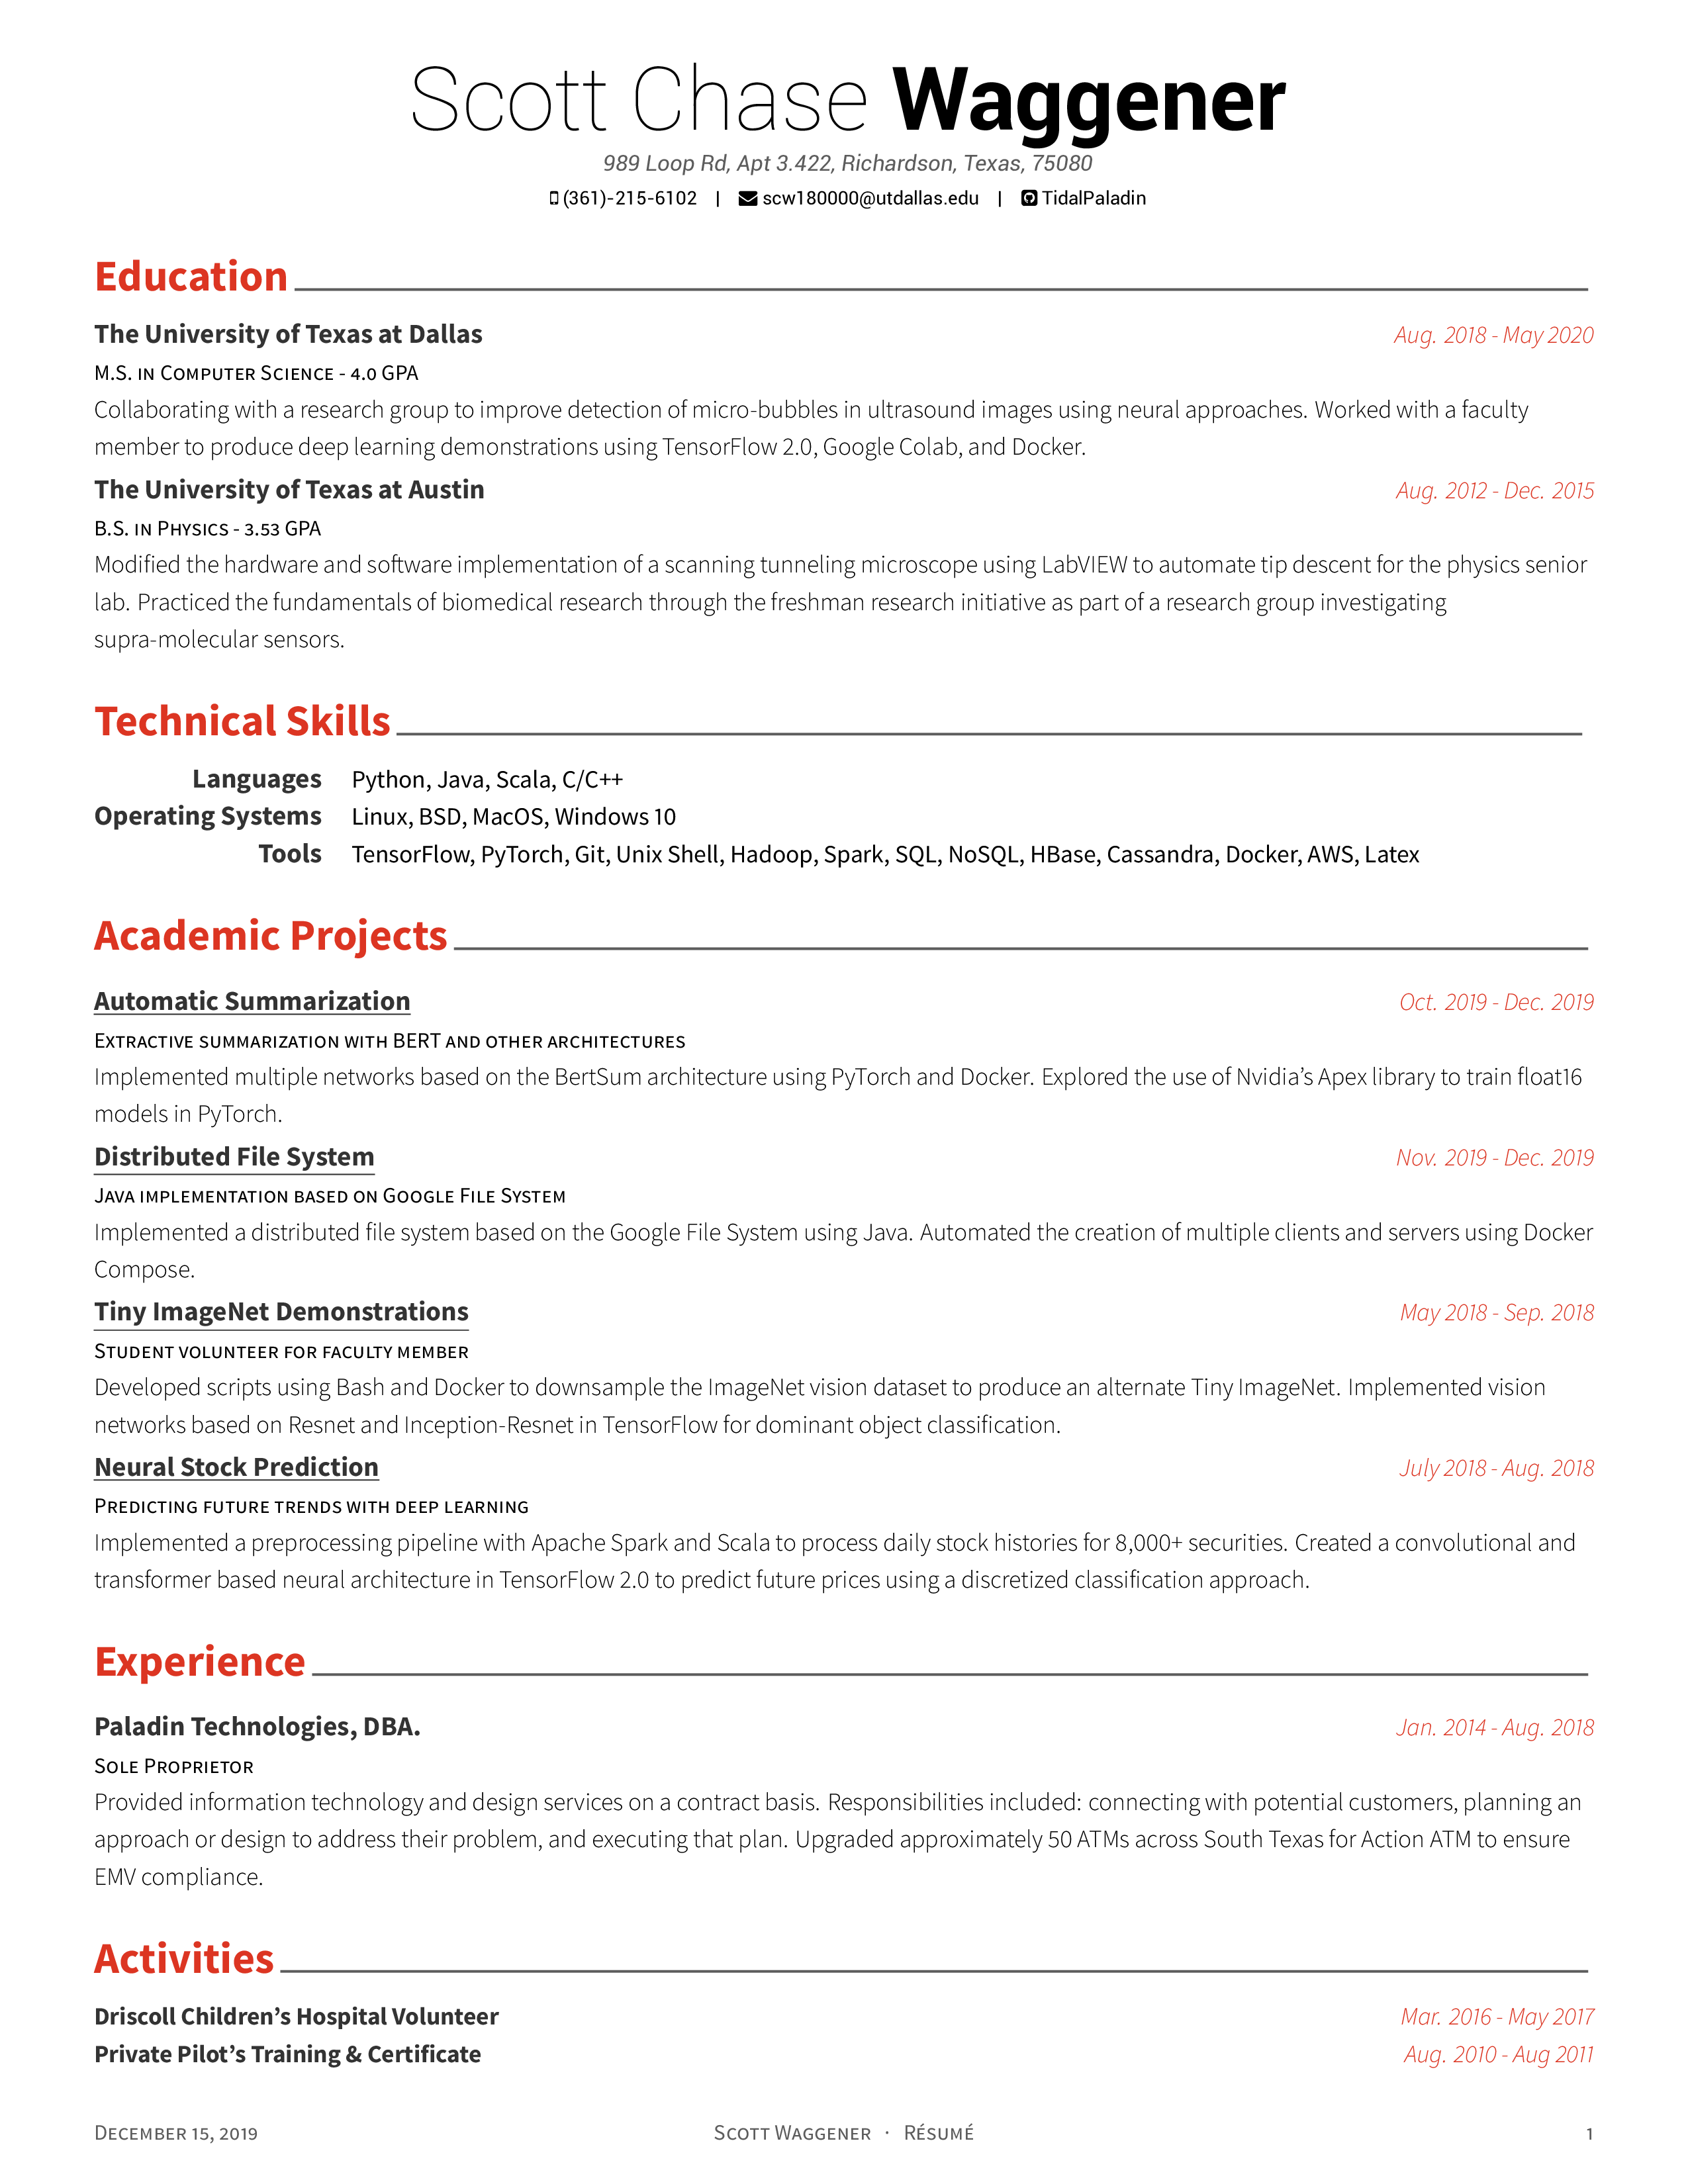 Scott Chase Waggener
989 Loop Rd, Apt 3.422, Richardson, Texas, 75080
(361)-215-6102 | scw180000@utdallas.edu | TidalPaladin
Education
The University of Texas at Dallas Aug. 2018 - May 2020
M.S. in Computer Science - 4.0 GPA
Collaborating with a research group to improve detection of micro-bubbles in ultrasound images using neural approaches. Worked with a faculty
member to produce deep learning demonstrations using TensorFlow 2.0, Google Colab, and Docker.
The University of Texas at Austin Aug. 2012 - Dec. 2015
B.S. in Physics - 3.53 GPA
Modified the hardware and software implementation of a scanning tunneling microscope using LabVIEW to automate tip descent for the physics senior
lab. Practiced the fundamentals of biomedical research through the freshman research initiative as part of a research group investigating
supra-molecular sensors.
Technical Skills
Languages Python, Java, Scala, C/C++
Operating Systems Linux, BSD, MacOS, Windows 10
Tools TensorFlow, PyTorch, Git, Unix Shell, Hadoop, Spark, SQL, NoSQL, HBase, Cassandra, Docker, AWS, Latex
Academic Projects
Automatic Summarization Oct. 2019 - Dec. 2019
Extractive summarization with BERT and other architectures
Implemented multiple networks based on the BertSum architecture using PyTorch and Docker. Explored the use of Nvidia's Apex library to train float16
models in PyTorch.
Distributed File System Nov. 2019 - Dec. 2019
Java implementation based on Google File System
Implemented a distributed file system based on the Google File System using Java. Automated the creation of multiple clients and servers using Docker
Compose.
Tiny ImageNet Demonstrations May 2018 - Sep. 2018
Student volunteer for faculty member
Developed scripts using Bash and Docker to downsample the ImageNet vision dataset to produce an alternate Tiny ImageNet. Implemented vision
networks based on Resnet and Inception-Resnet in TensorFlow for dominant object classification.
Neural Stock Prediction July 2018 - Aug. 2018
Predicting future trends with deep learning
Implemented a preprocessing pipeline with Apache Spark and Scala to process daily stock histories for 8,000+ securities. Created a convolutional and
transformer based neural architecture in TensorFlow 2.0 to predict future prices using a discretized classification approach.
Experience
Paladin Technologies, DBA. Jan. 2014 - Aug. 2018
Sole Proprietor
Provided information technology and design services on a contract basis. Responsibilities included: connecting with potential customers, planning an
approach or design to address their problem, and executing that plan. Upgraded approximately 50 ATMs across South Texas for Action ATM to ensure
EMV compliance.
Activities
Driscoll Children's Hospital Volunteer Mar. 2016 - May 2017
Private Pilot's Training & Certificate Aug. 2010 - Aug 2011
December 15, 2019 Scott Waggener · Résumé 1